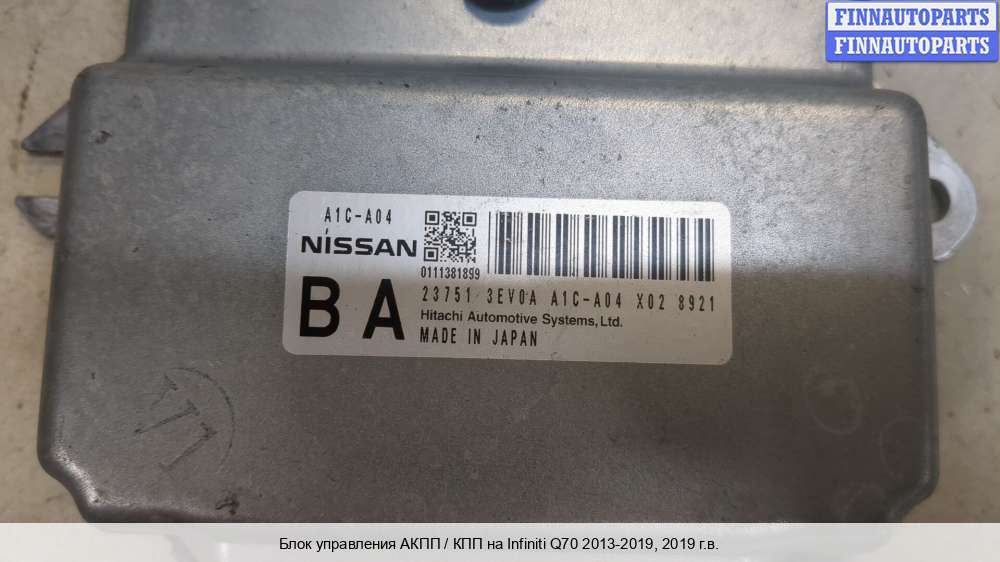 FINNAUTOPARTS
FINNAUTOPARTS
A1C-A04
NISSAN
0111381899
BA
23751 3EV0A A1C-A04 X02 8921
Hitachi Automotive Systems, Ltd.
MADE IN JAPAN
Блок управления АКПП / КПП на Infiniti Q70 2013-2019, 2019 г.в.